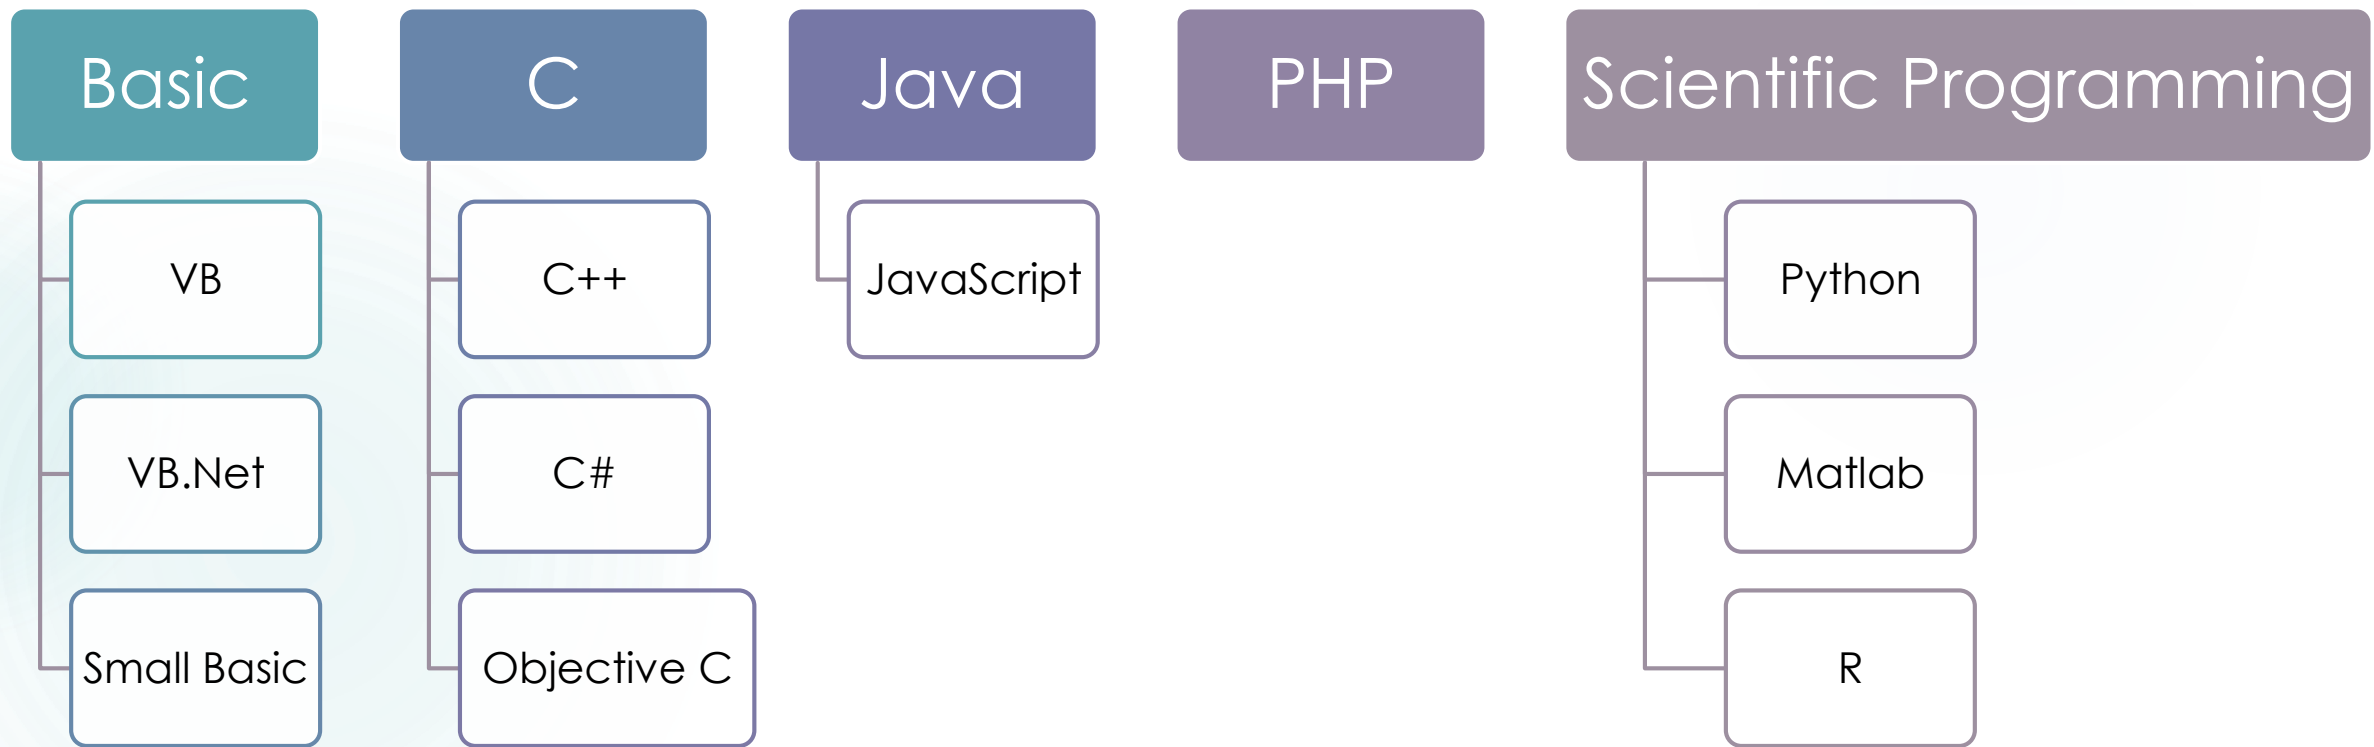 Basic
VB
VB.Net
Small Basic
C
C++
C#
Objective C
Java
JavaScript
PHP
Scientific Programming
Python
Matlab
R